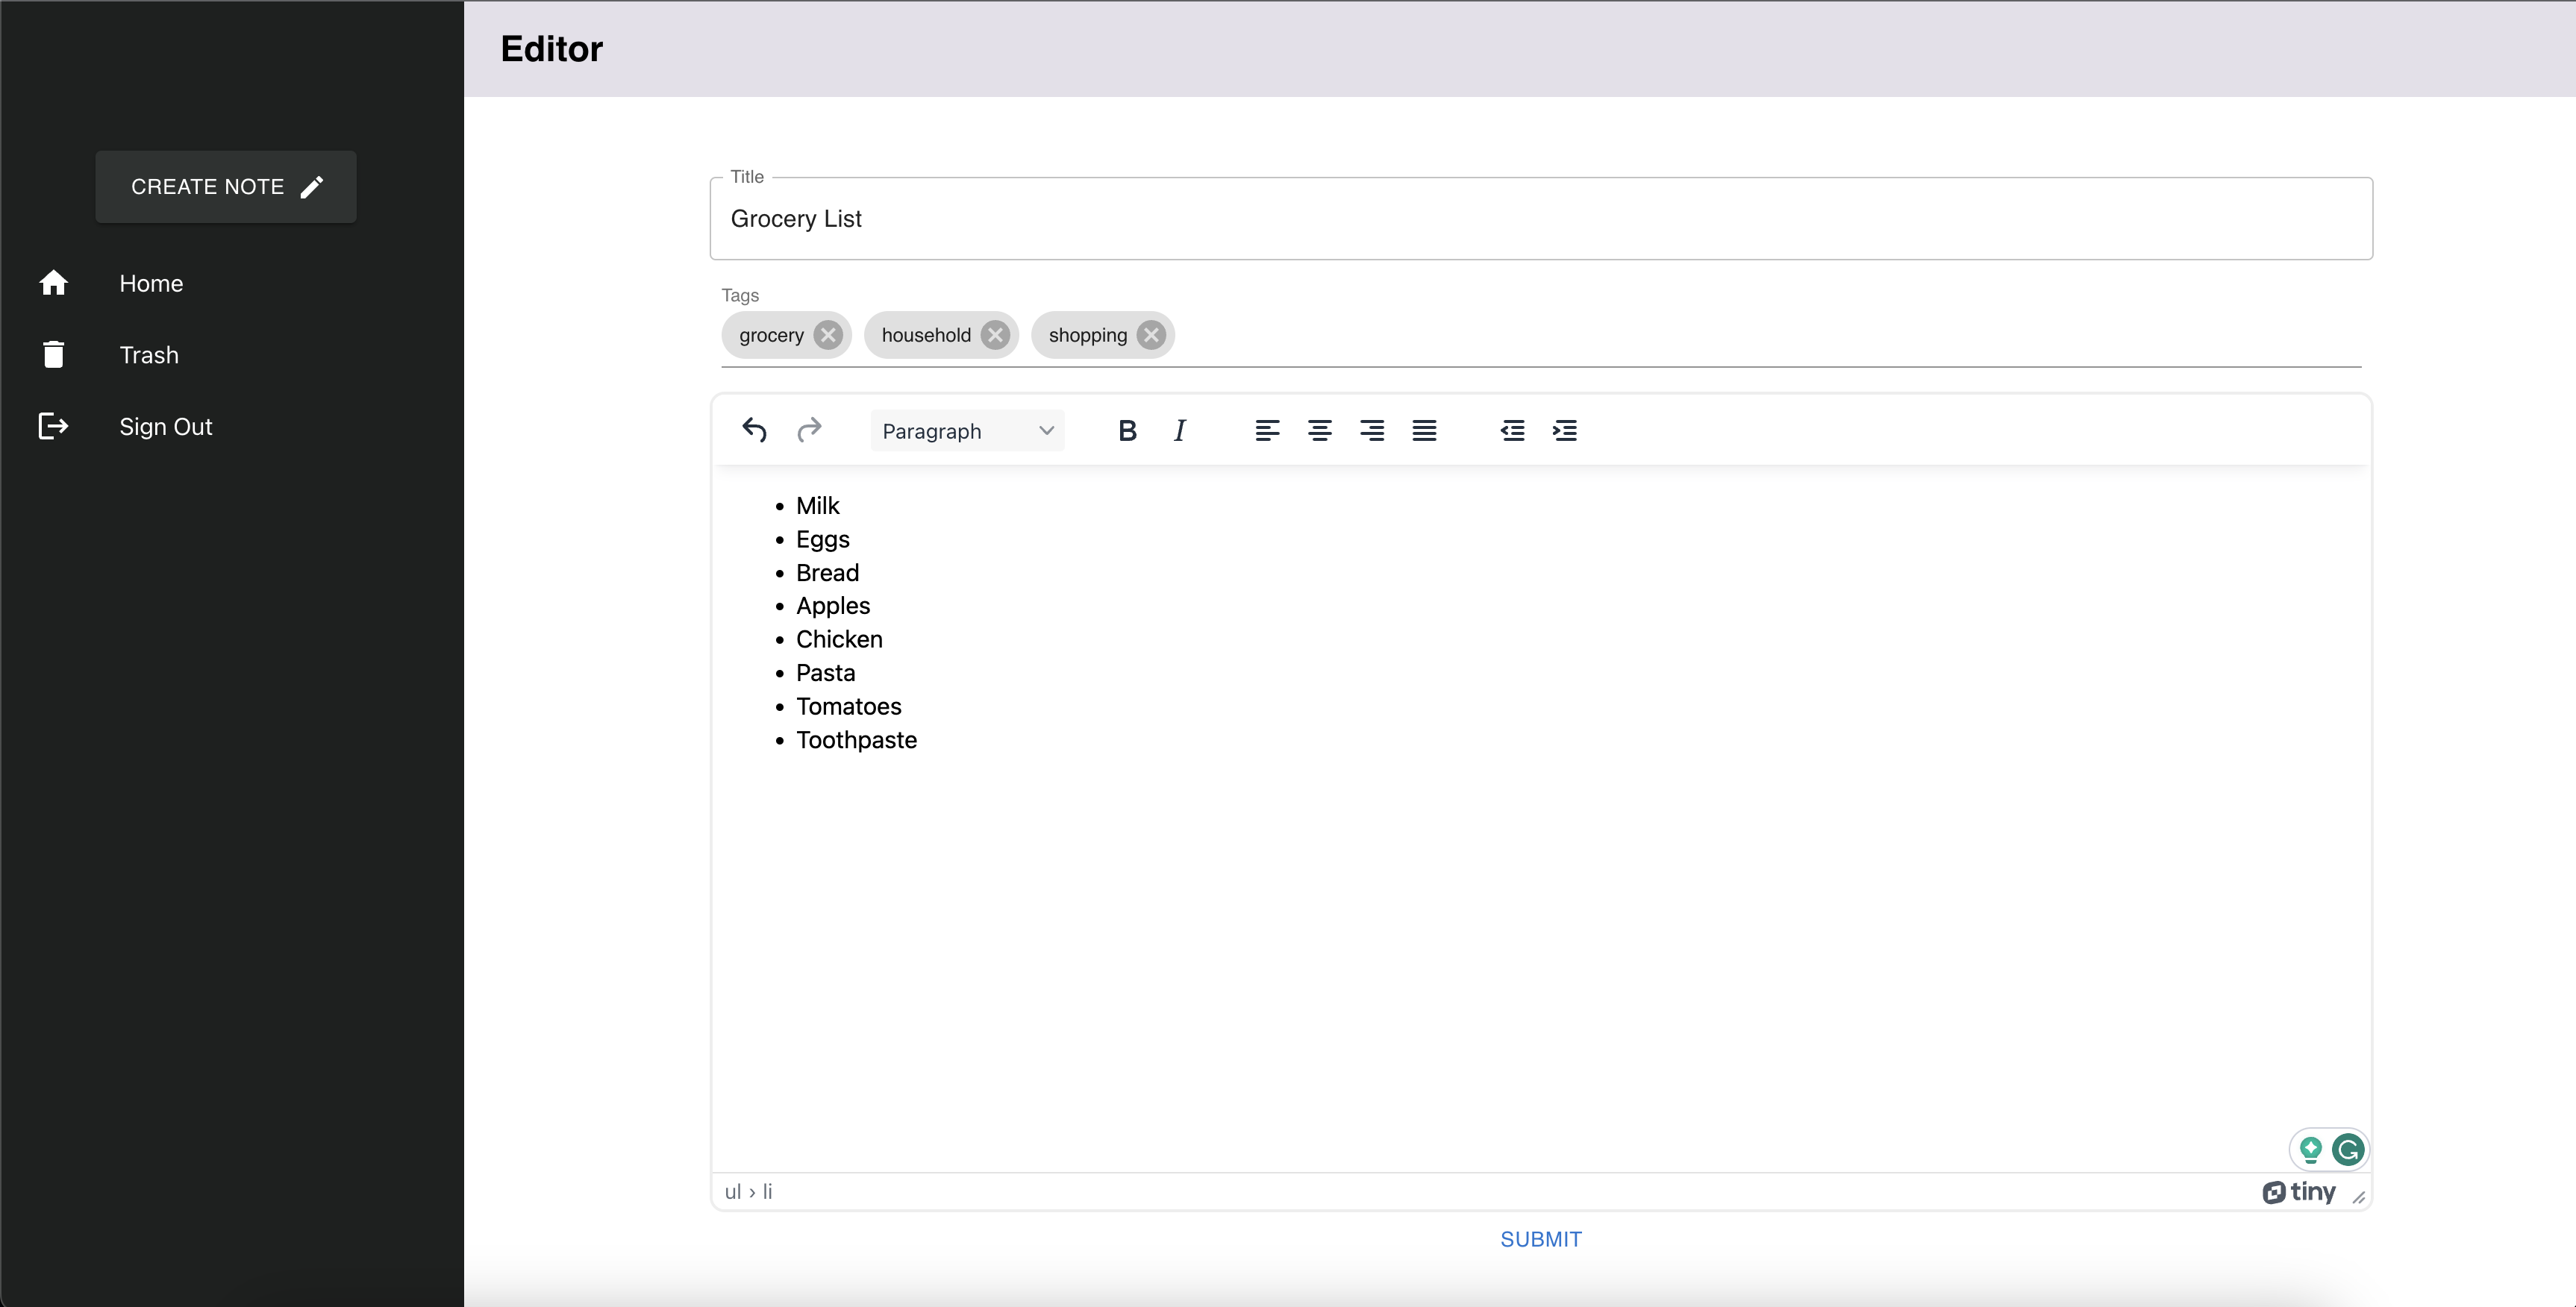 Editor
CREATE NOTE
Home
Trash
Sign Out
Title
Grocery List
Tags
grocery household shopping
Paragraph B I
• Milk
• Eggs
• Bread
• Apples
• Chicken
• Pasta
• Tomatoes
• Toothpaste
ul › li
tiny
SUBMIT